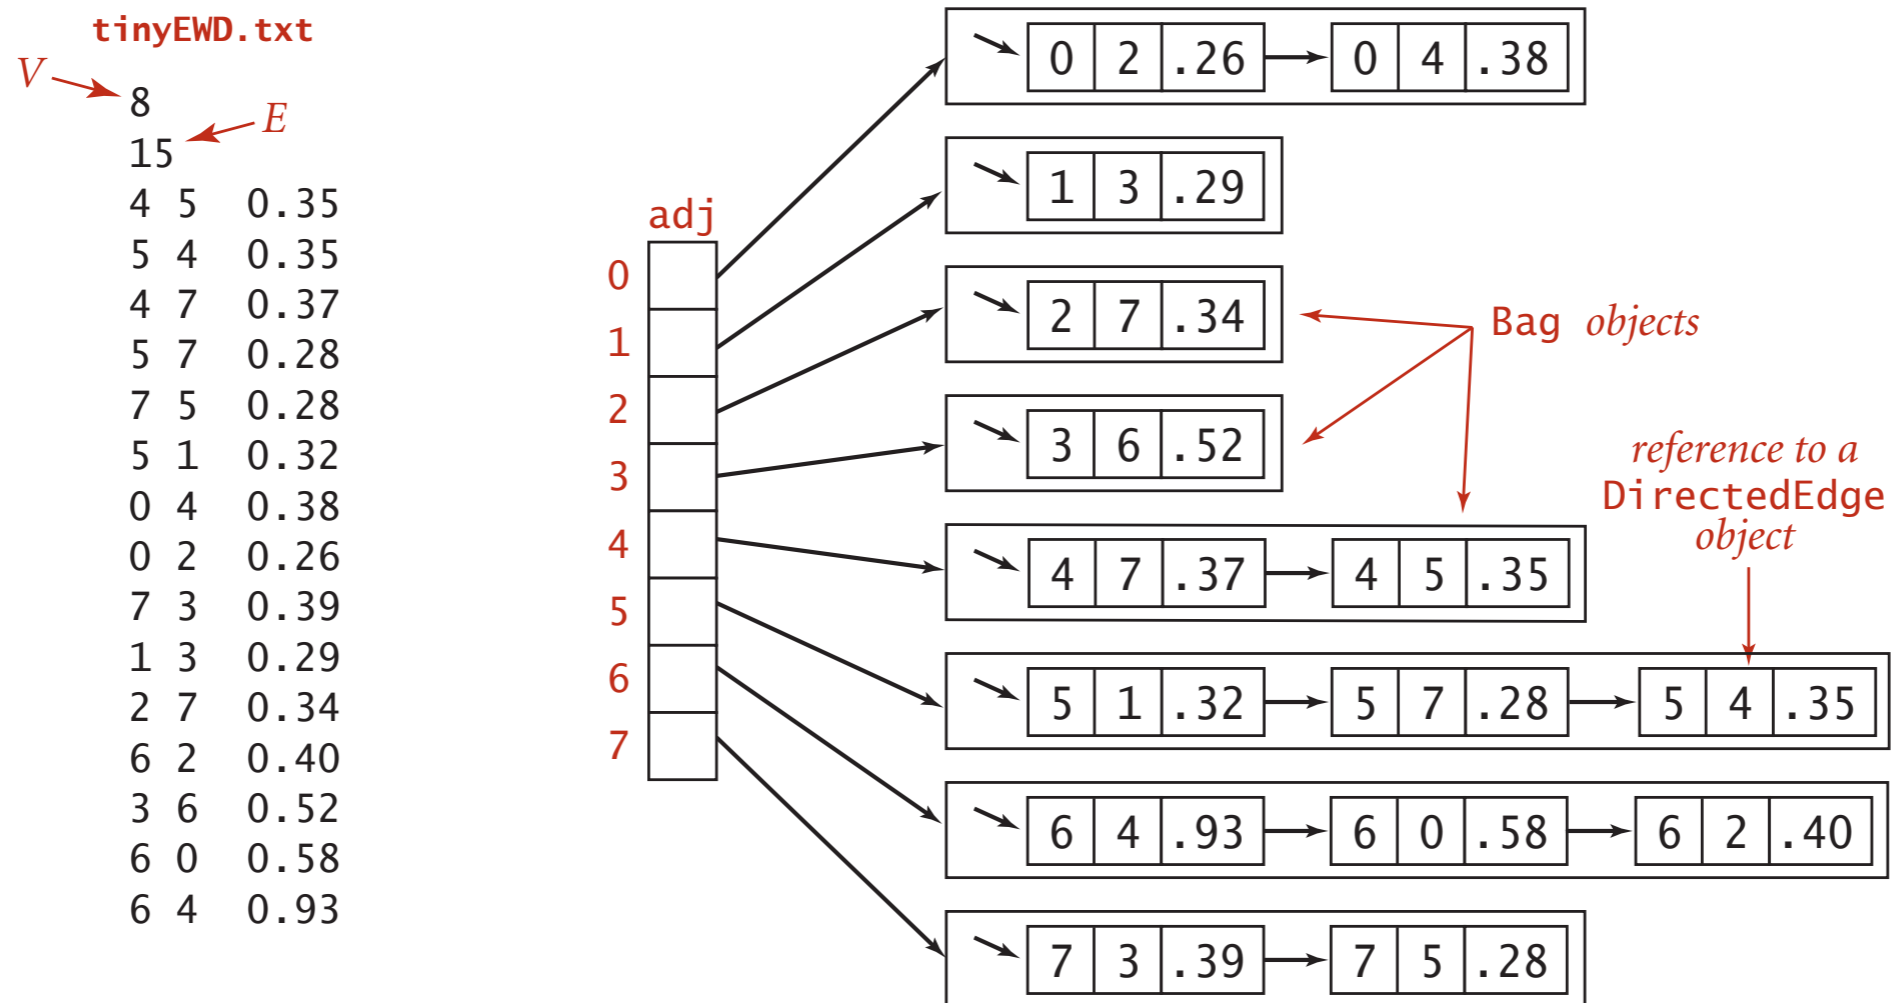 tinyEWD.txt
V
8
E
15
4 5 0.35
5 4 0.35
4 7 0.37
5 7 0.28
7 5 0.28
5 1 0.32
0 4 0.38
0 2 0.26
7 3 0.39
1 3 0.29
2 7 0.34
6 2 0.40
3 6 0.52
6 0 0.58
6 4 0.93
adj
0
1
2
3
4
5
6
7
0 2 .26 0 4 .38
1 3 .29
2 7 .34
3 6 .52
4 7 .37 4 5 .35
5 1 .32 5 7 .28 5 4 .35
6 4 .93 6 0 .58 6 2 .40
7 3 .39 7 5 .28
Bag objects
reference to a
DirectedEdge
object